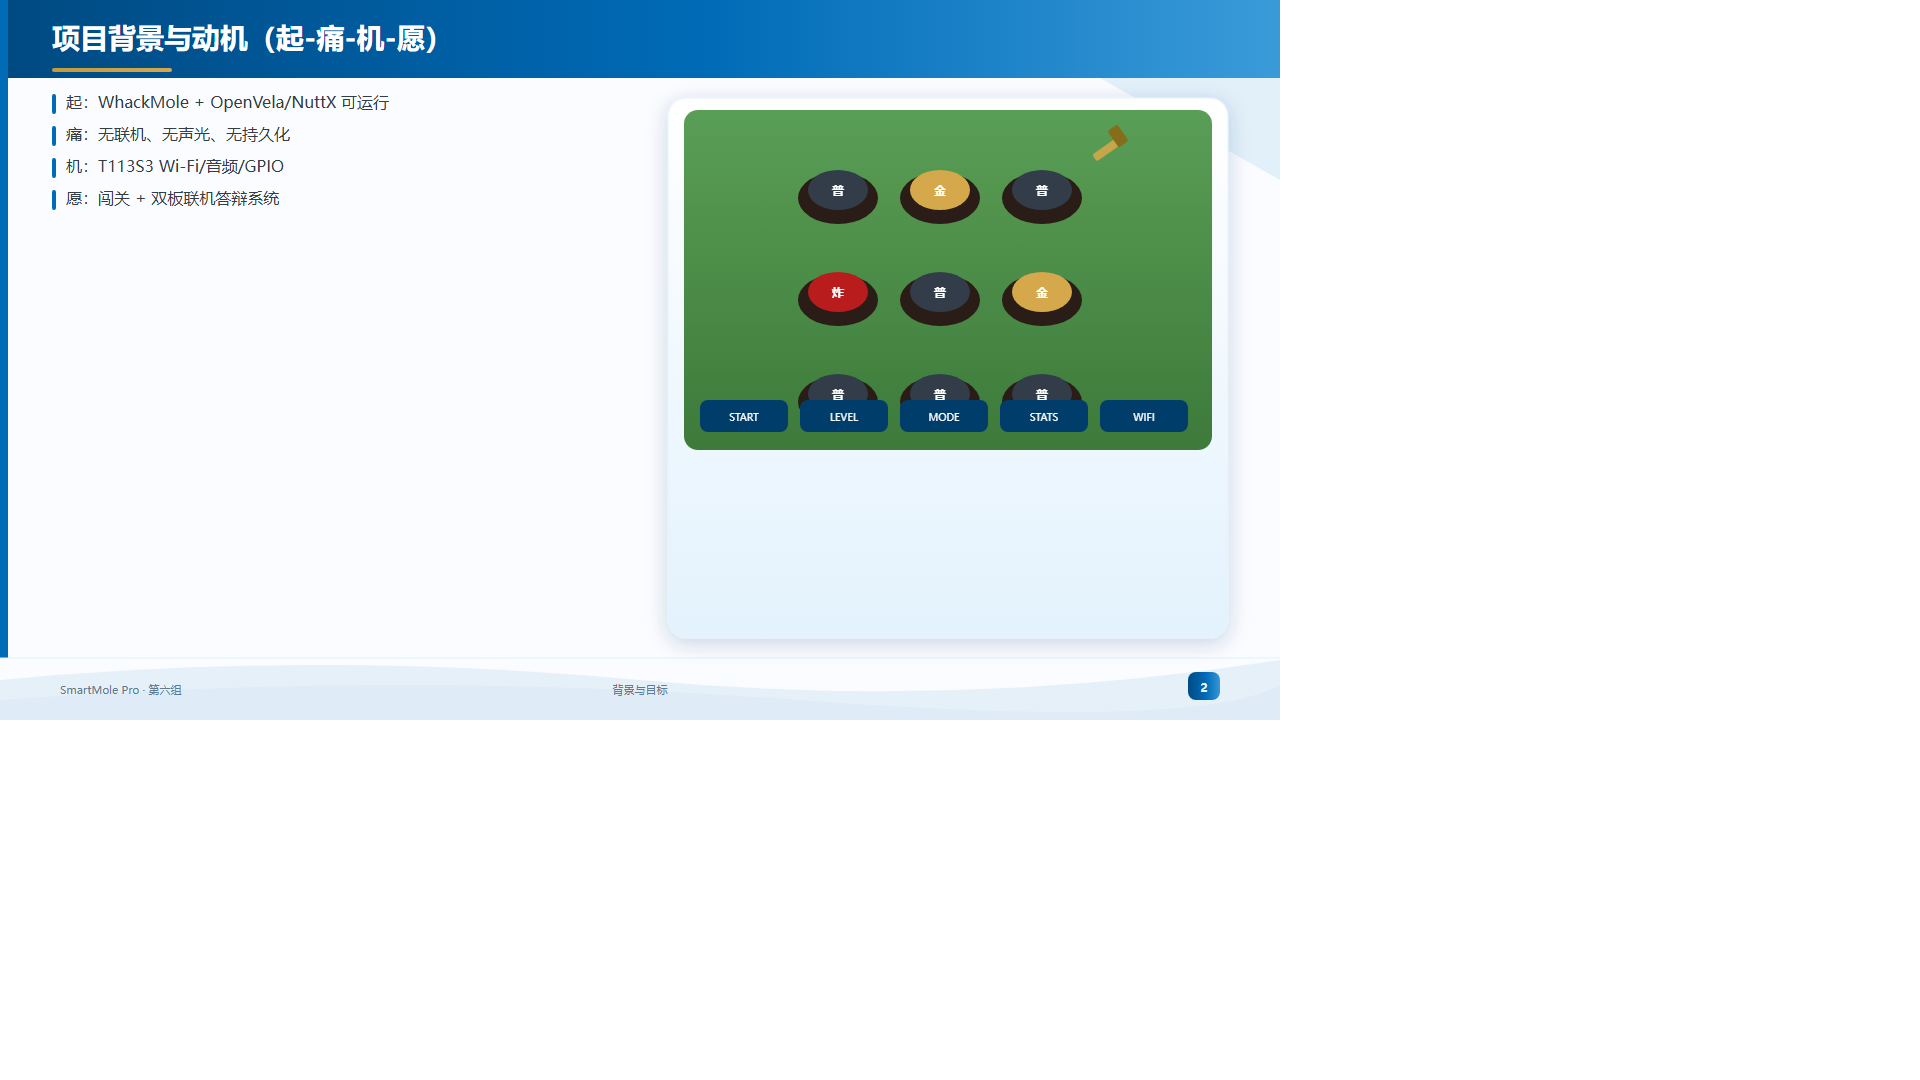 项目背景与动机（起-痛-机-愿）
起：WhackMole + OpenVela/NuttX 可运行
痛：无联机、无声光、无持久化
机：T113S3 Wi-Fi/音频/GPIO
愿：闯关 + 双板联机答辩系统
普 金 普
炸 普 金
普 普 普
START LEVEL MODE STATS WIFI
SmartMole Pro · 第六组
背景与目标
2